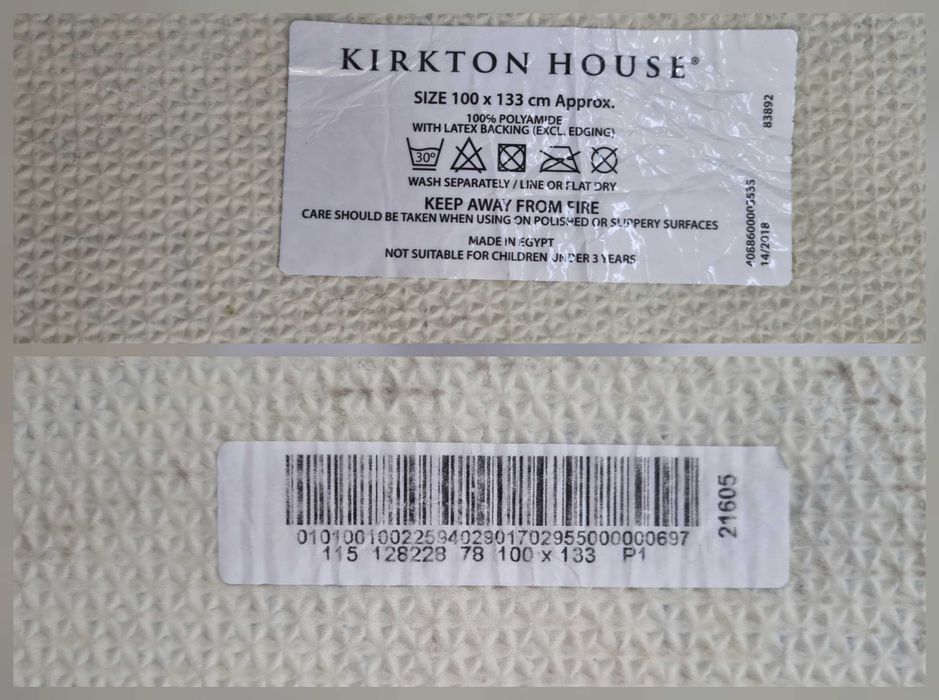 KIRKTON HOUSE®
SIZE 100 x 133 cm Approx.
100% POLYAMIDE
WITH LATEX BACKING (EXCL. EDGING)
30°
WASH SEPARATELY / LINE OR FLAT DRY
KEEP AWAY FROM FIRE
CARE SHOULD BE TAKEN WHEN USING ON POLISHED OR SLIPPERY SURFACES
MADE IN EGYPT
NOT SUITABLE FOR CHILDREN UNDER 3 YEARS
83892
14/2018
21605
0101001002259402901702955000000697
115 128228 78 100 x 133 P1